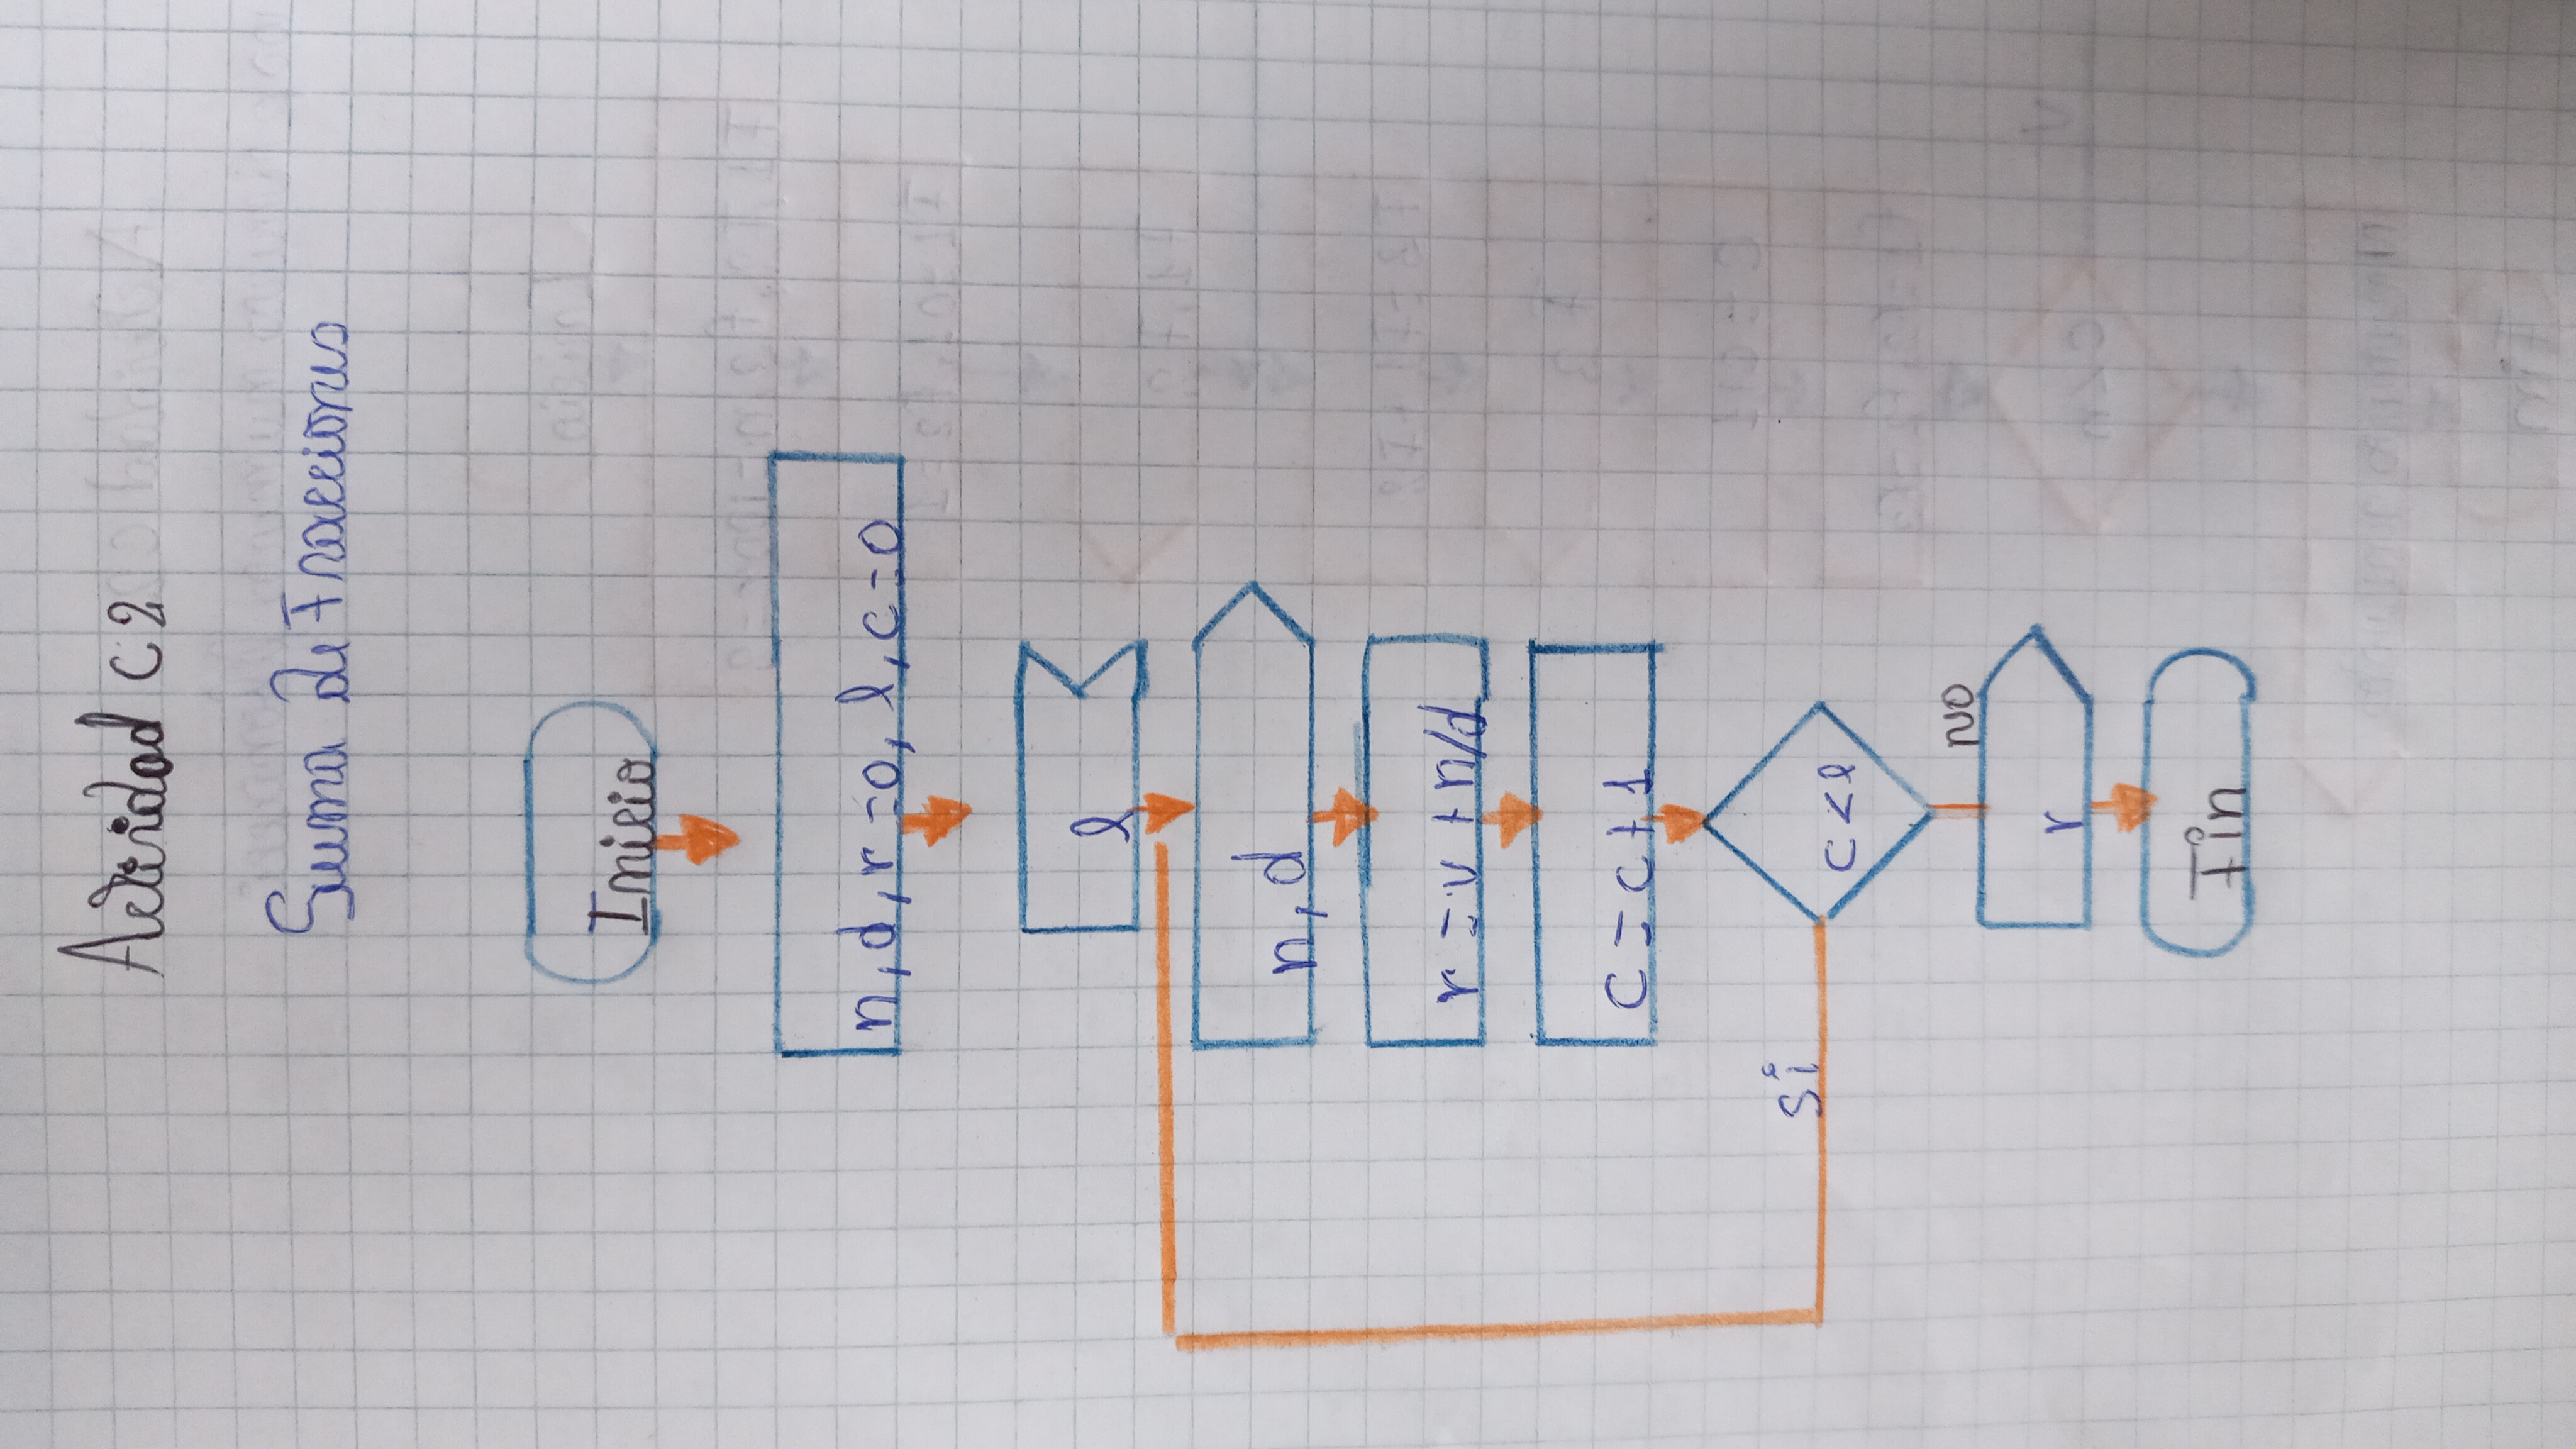 Actividad C2
Suma de Fracciones
Inicio
n, d, r=0, l, c=0
l
n, d
r = v + n/d
c = c+1
si
c < l
NO
r
Fin